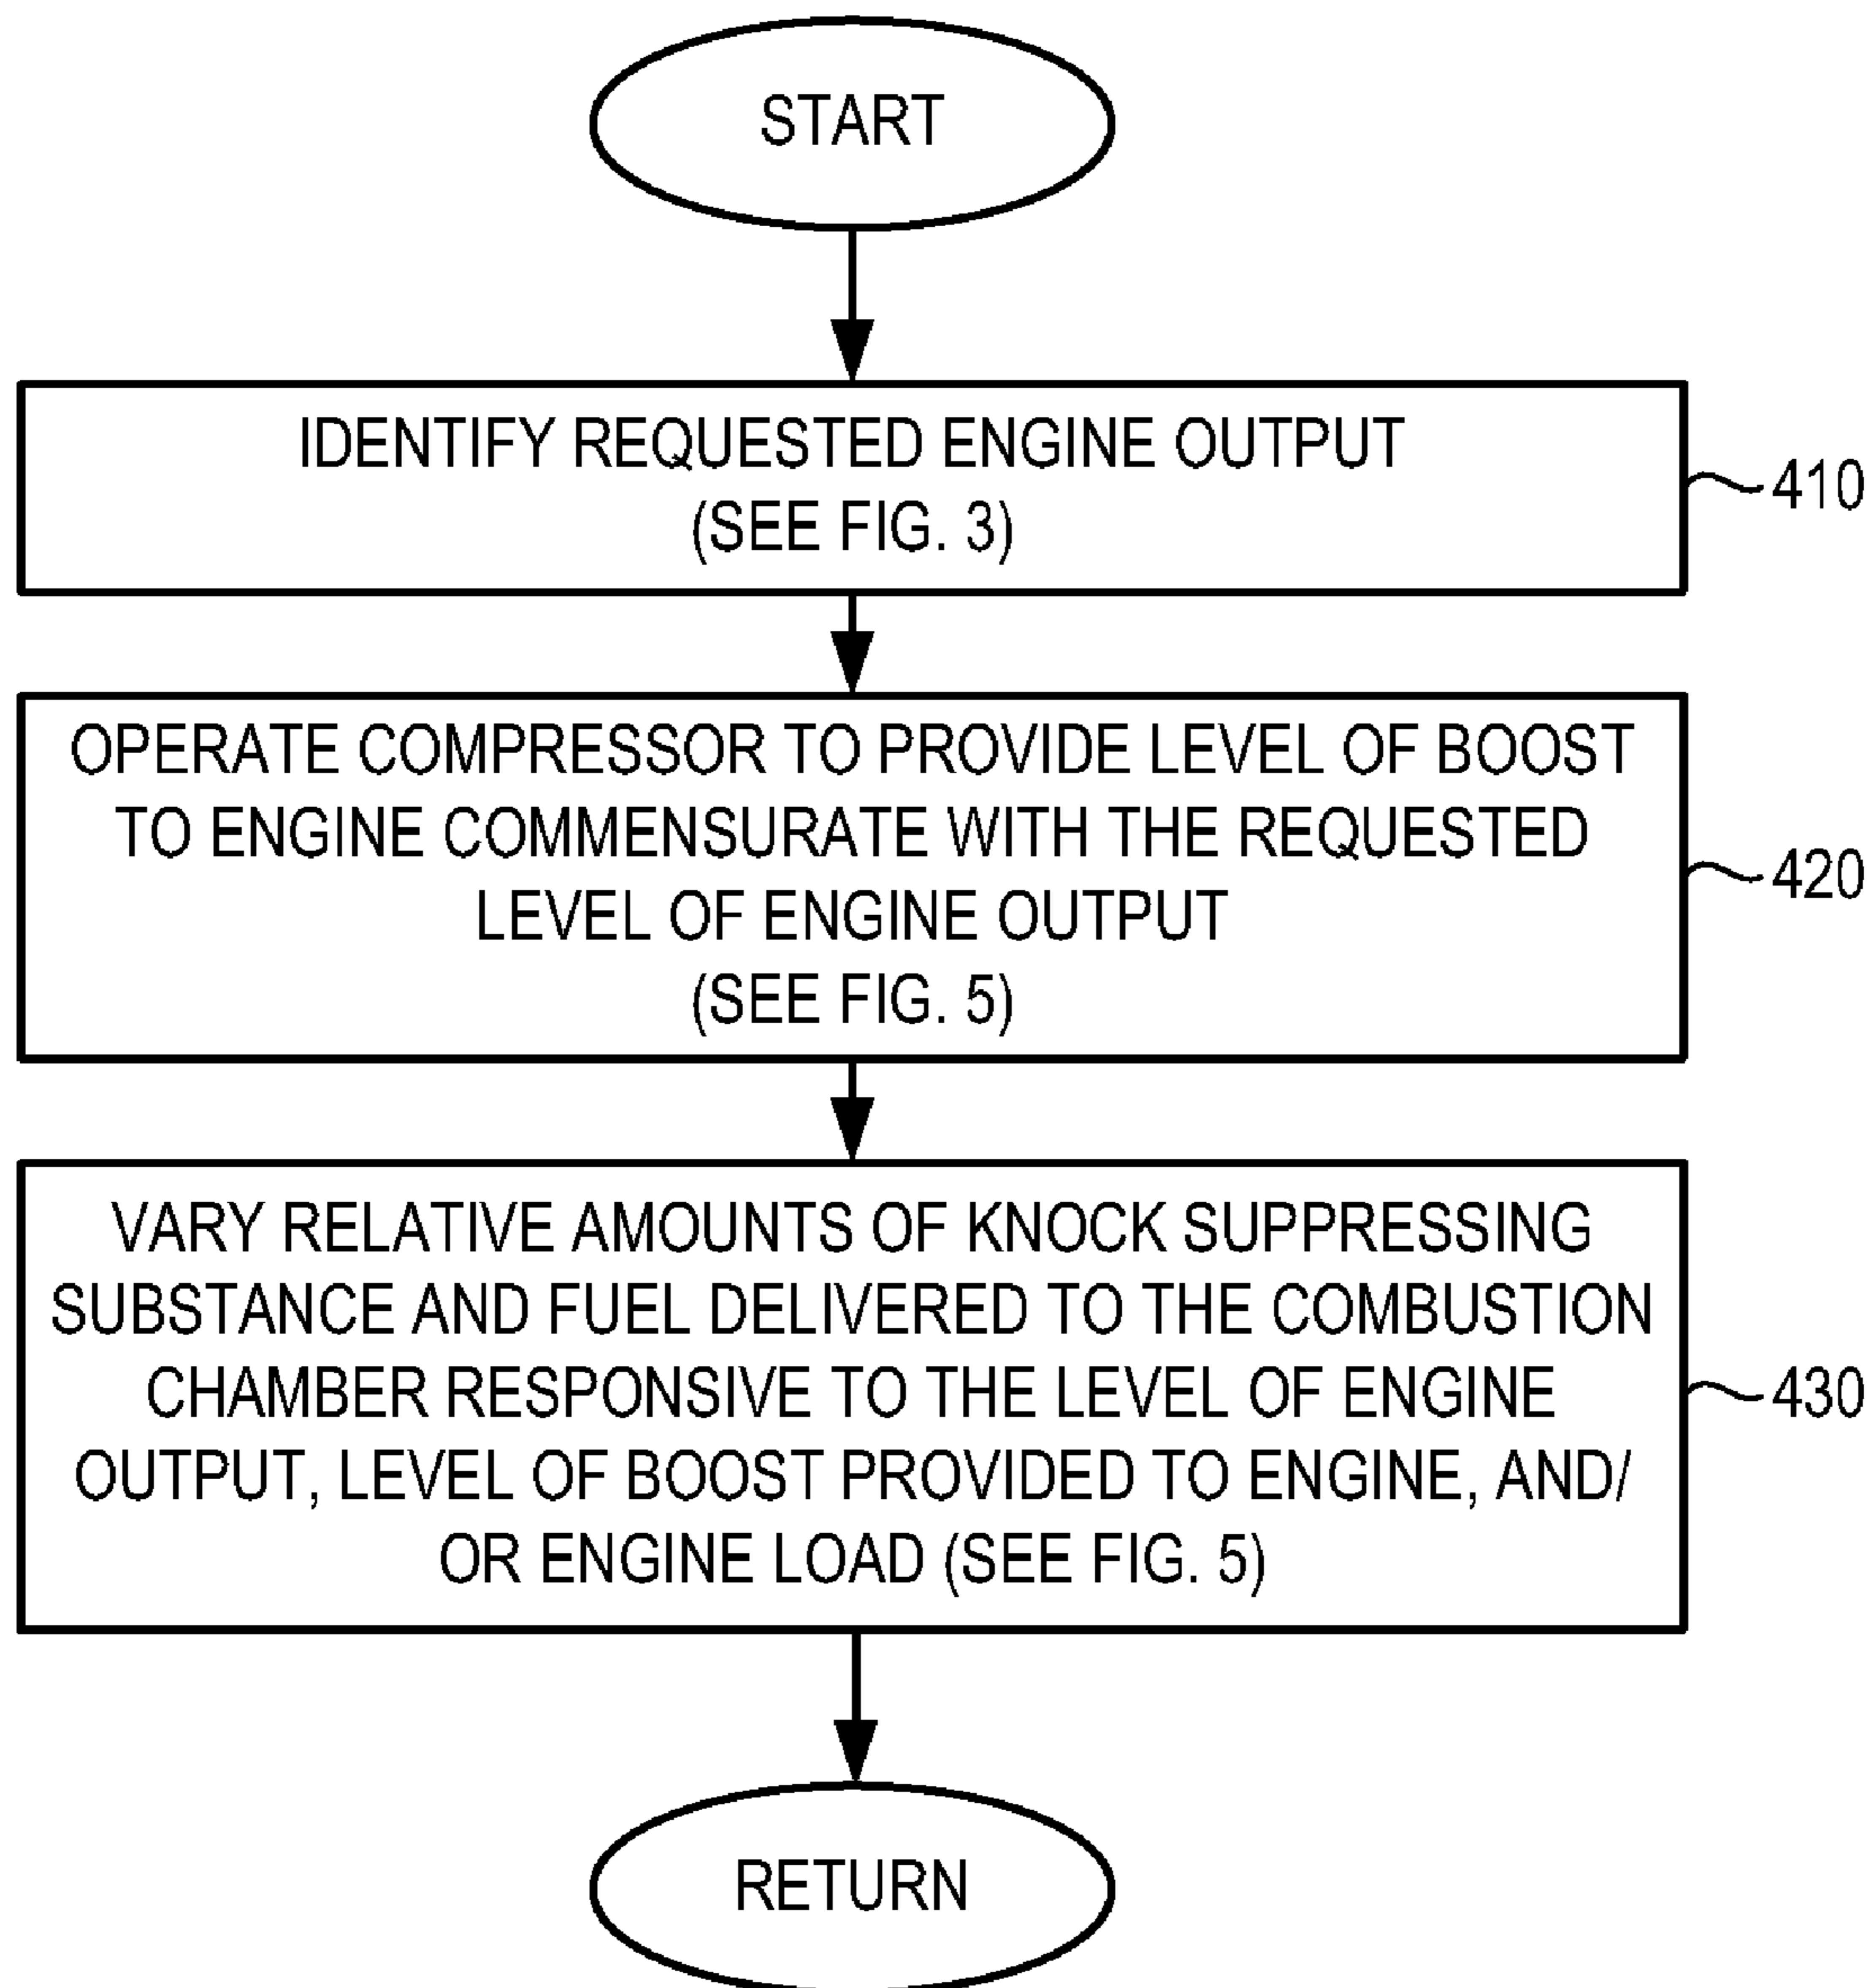 START
IDENTIFY REQUESTED ENGINE OUTPUT
(SEE FIG. 3)
410
OPERATE COMPRESSOR TO PROVIDE LEVEL OF BOOST
TO ENGINE COMMENSURATE WITH THE REQUESTED
LEVEL OF ENGINE OUTPUT
(SEE FIG. 5)
420
VARY RELATIVE AMOUNTS OF KNOCK SUPPRESSING
SUBSTANCE AND FUEL DELIVERED TO THE COMBUSTION
CHAMBER RESPONSIVE TO THE LEVEL OF ENGINE
OUTPUT, LEVEL OF BOOST PROVIDED TO ENGINE, AND/
OR ENGINE LOAD (SEE FIG. 5)
430
RETURN